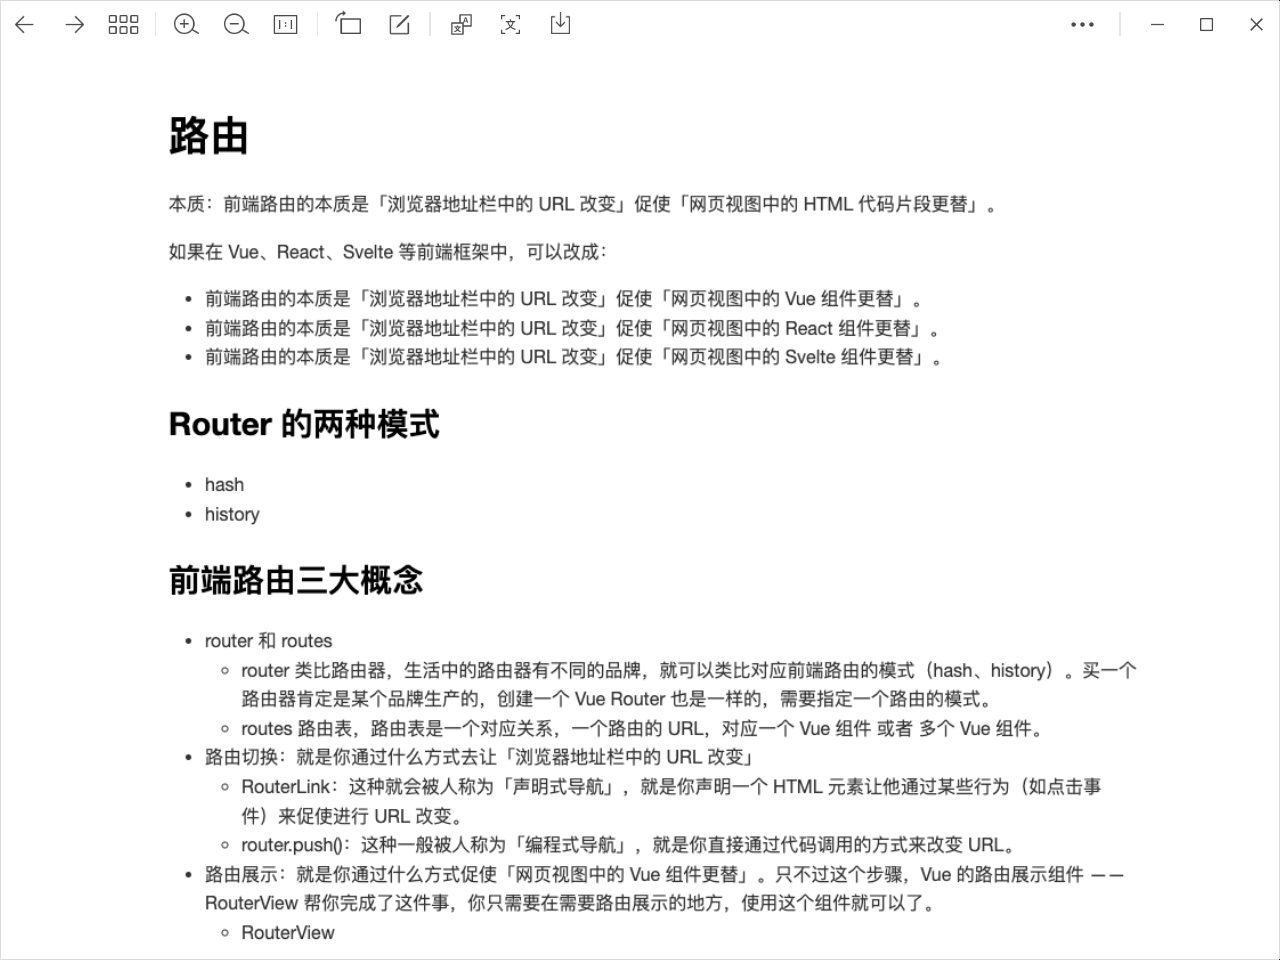 路由
本质：前端路由的本质是「浏览器地址栏中的 URL 改变」促使「网页视图中的 HTML 代码片段更替」。
如果在 Vue、React、Svelte 等前端框架中，可以改成：
• 前端路由的本质是「浏览器地址栏中的 URL 改变」促使「网页视图中的 Vue 组件更替」。
• 前端路由的本质是「浏览器地址栏中的 URL 改变」促使「网页视图中的 React 组件更替」。
• 前端路由的本质是「浏览器地址栏中的 URL 改变」促使「网页视图中的 Svelte 组件更替」。
Router 的两种模式
• hash
• history
前端路由三大概念
• router 和 routes
◦ router 类比路由器，生活中的路由器有不同的品牌，就可以类比对应前端路由的模式（hash、history）。买一个
路由器肯定是某个品牌生产的，创建一个 Vue Router 也是一样的，需要指定一个路由的模式。
◦ routes 路由表，路由表是一个对应关系，一个路由的 URL，对应一个 Vue 组件 或者 多个 Vue 组件。
• 路由切换：就是你通过什么方式去让「浏览器地址栏中的 URL 改变」
◦ RouterLink：这种就会被人称为「声明式导航」，就是你声明一个 HTML 元素让他通过某些行为（如点击事
件）来促使进行 URL 改变。
◦ router.push()：这种一般被人称为「编程式导航」，就是你直接通过代码调用的方式来改变 URL。
• 路由展示：就是你通过什么方式促使「网页视图中的 Vue 组件更替」。只不过这个步骤，Vue 的路由展示组件 ——
RouterView 帮你完成了这件事，你只需要在需要路由展示的地方，使用这个组件就可以了。
◦ RouterView